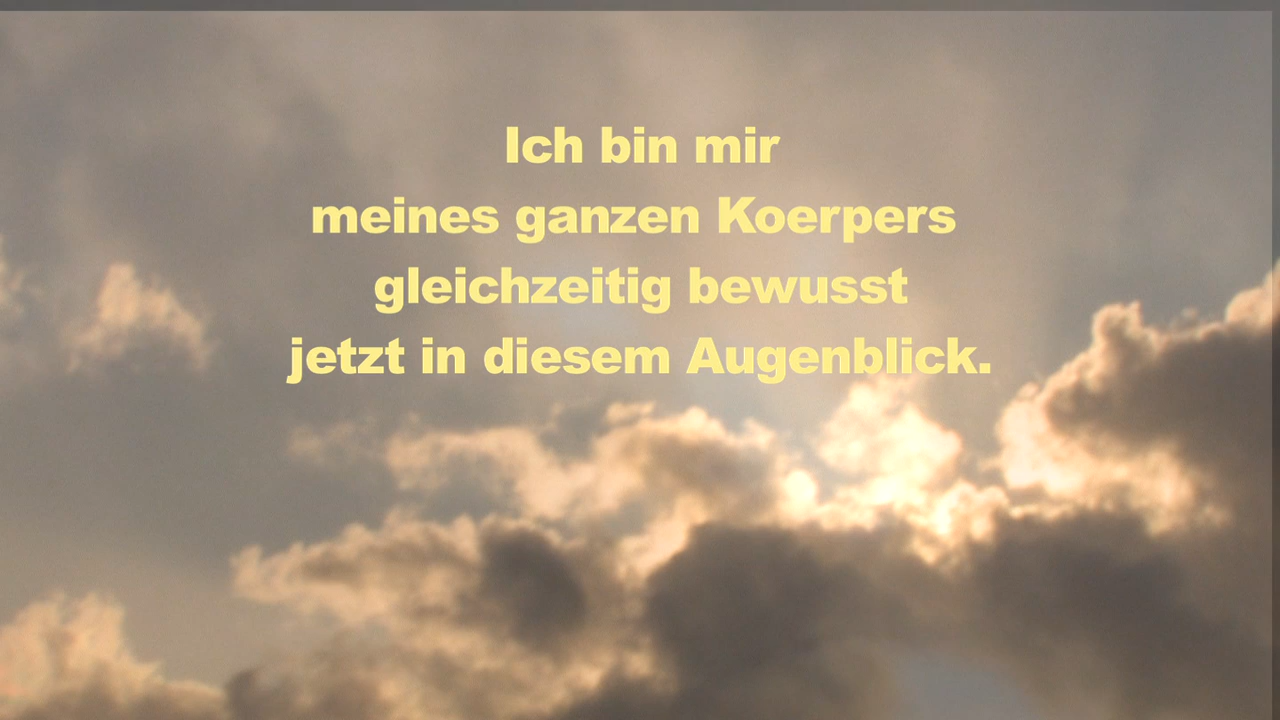 Ich bin mir
meines ganzen Koerpers
gleichzeitig bewusst
jetzt in diesem Augenblick.